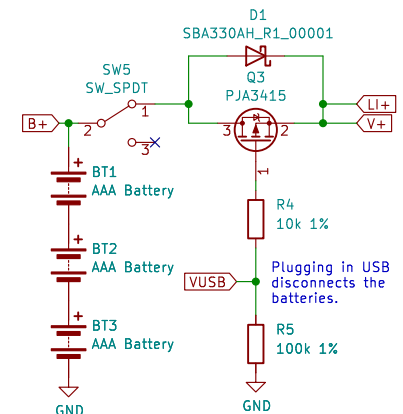 D1
SBA330AH_R1_00001
SW5
SW_SPDT
Q3
PJA3415
1
LI+
B+
2
3
2
V+
3
BT1
AAA Battery
1
R4
10k 1%
BT2
AAA Battery
VUSB
Plugging in USB
disconnects the
batteries.
BT3
AAA Battery
R5
100k 1%
GND
GND